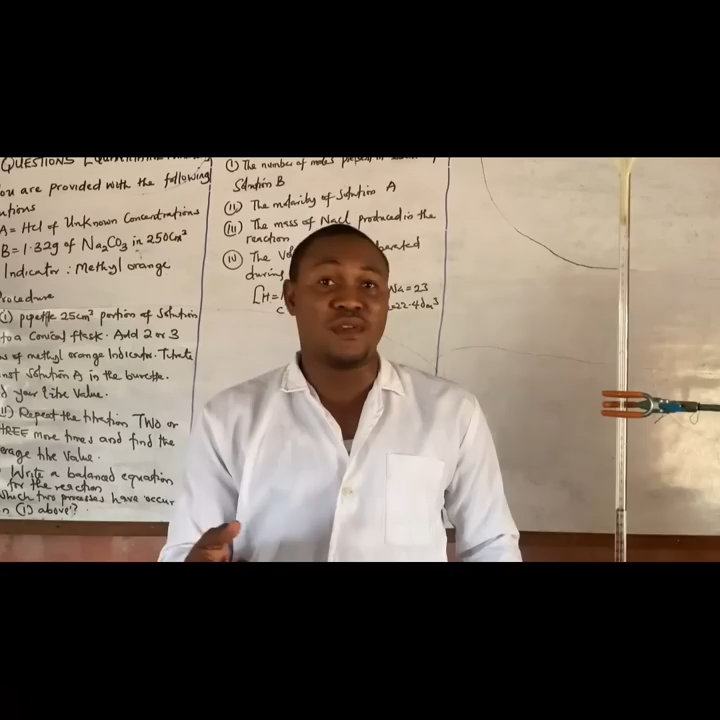 QUESTIONS
ou are provided with the following
utions
A = Hcl of Unknown Concentrations
B = 1.32g of Na2CO3 in 250cm3
Indicator : Methyl orange
rocedure
(i) pipette 25cm3 portion of Solution
to a Conical flask. Add 2 or 3
s of methyl orange Indicator. Titrate
nst Solution A in the burette.
d your titre Value.
ii) Repeat the titration TWO or
THREE more times and find the
erage titre Value.
Write a balanced equation
for the reaction
which two processes have occur
n (i) above?
(I) The number of moles present in
Solution B
(II) The molarity of Solution A
(III) The mass of Nacl produced in the
reaction
(IV) The Vo erated
during
[H = Na = 23
C = 22.4dm3